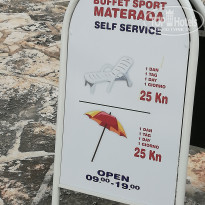 BUFFET SPORT
MATERADA
SELF SERVICE
1 DAN
1 TAG
1 DAY
1 GIORNO
25 Kn
1 DAN
1 TAG
1 DAY
1 GIORNO
25 Kn
OPEN
09.00-19.00